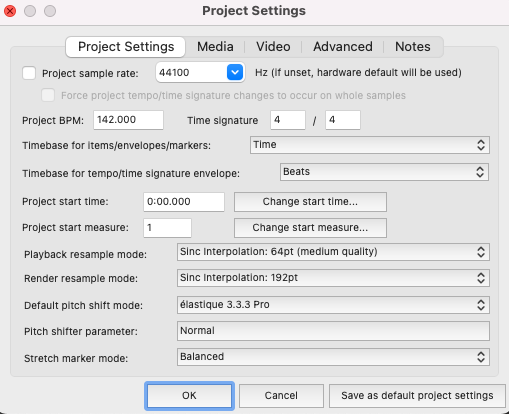 Project Settings
Project Settings Media Video Advanced Notes
Project sample rate: 44100 Hz (if unset, hardware default will be used)
Force project tempo/time signature changes to occur on whole samples
Project BPM: 142.000 Time signature 4 / 4
Timebase for items/envelopes/markers: Time
Timebase for tempo/time signature envelope: Beats
Project start time: 0:00.000 Change start time...
Project start measure: 1 Change start measure...
Playback resample mode: Sinc Interpolation: 64pt (medium quality)
Render resample mode: Sinc Interpolation: 192pt
Default pitch shift mode: élastique 3.3.3 Pro
Pitch shifter parameter: Normal
Stretch marker mode: Balanced
OK Cancel Save as default project settings